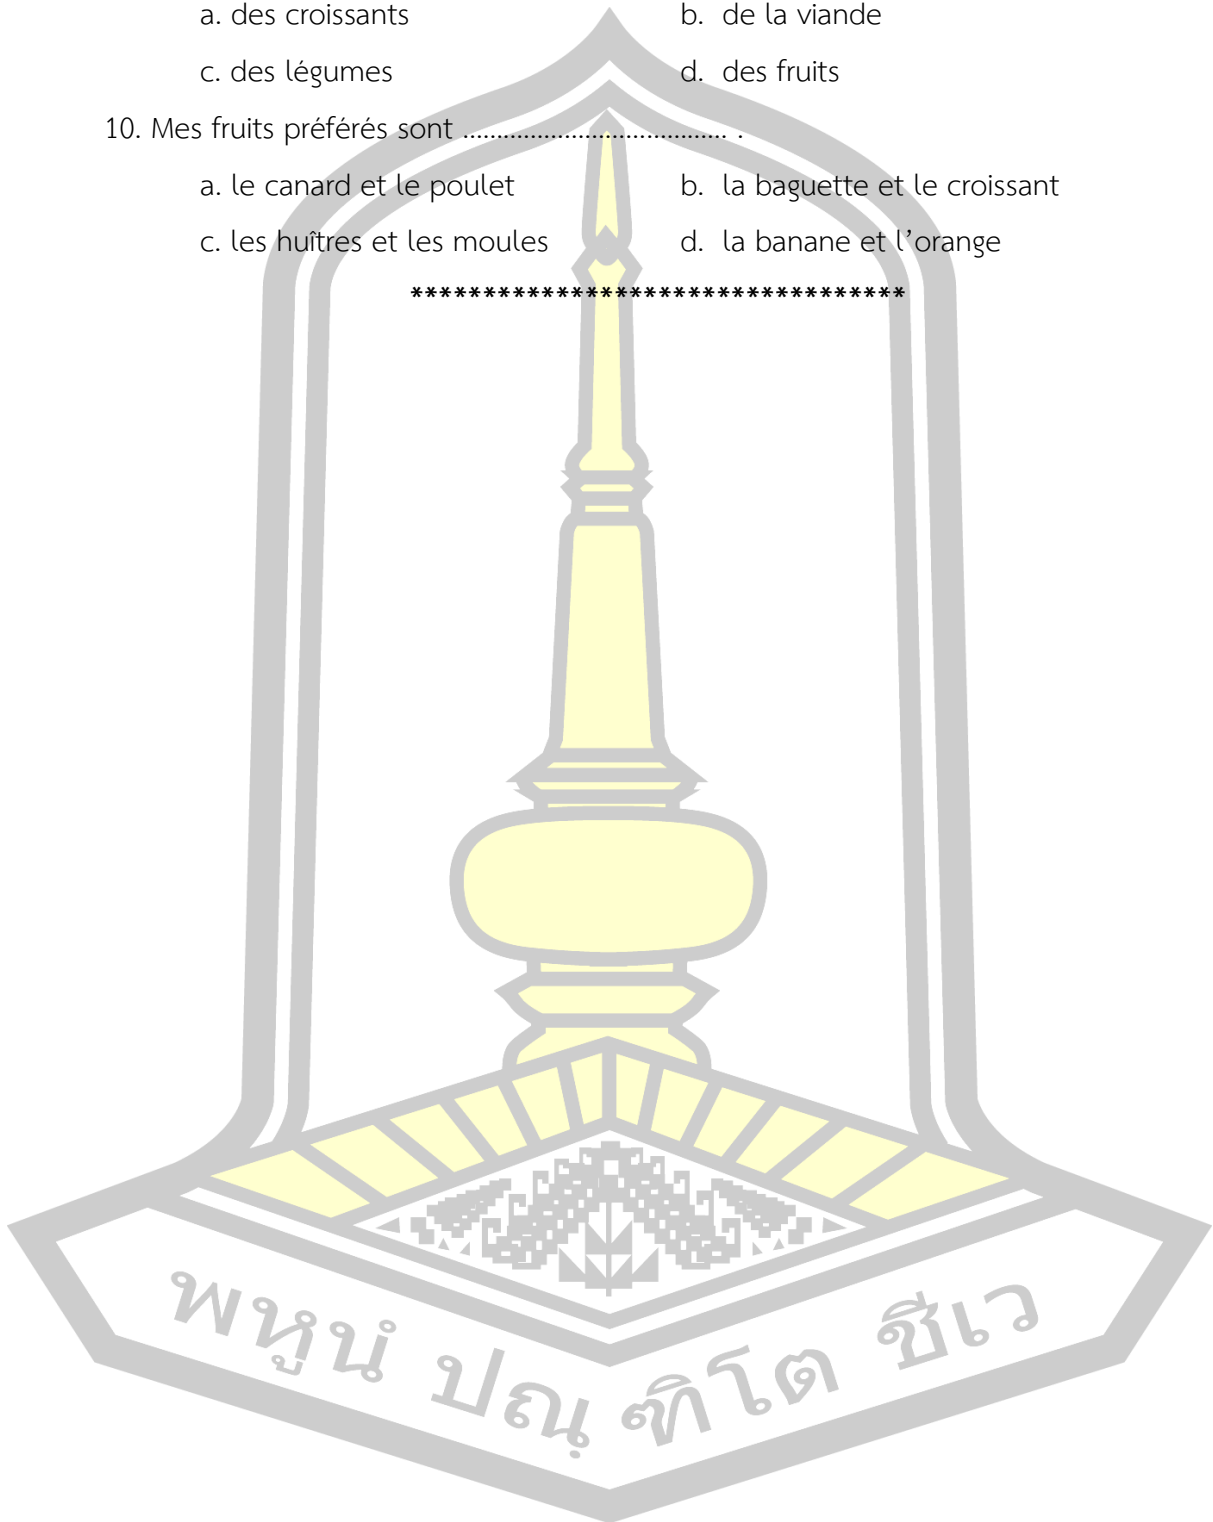 a. des croissants b. de la viande
c. des légumes d. des fruits
10. Mes fruits préférés sont ....................................... .
a. le canard et le poulet b. la baguette et le croissant
c. les huîtres et les moules d. la banane et l’orange
**********************************
พหูนํ ปณฺฑิโต ชีเว